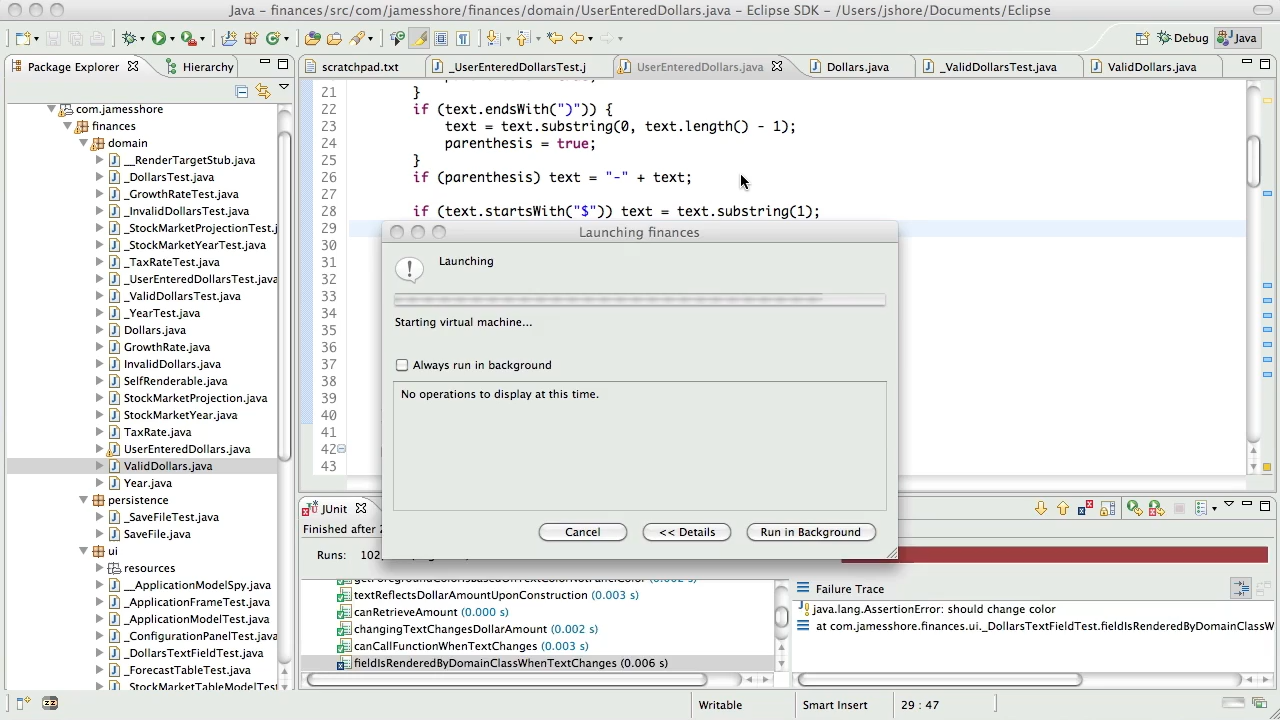 Java – finances/src/com/jamesshore/finances/domain/UserEnteredDollars.java – Eclipse SDK – /Users/jshore/Documents/Eclipse
Debug
Java
Package Explorer
Hierarchy
scratchpad.txt
_UserEnteredDollarsTest.j
UserEnteredDollars.java
Dollars.java
_ValidDollarsTest.java
ValidDollars.java
com.jamesshore
finances
domain
__RenderTargetStub.java
_DollarsTest.java
_GrowthRateTest.java
_InvalidDollarsTest.java
_StockMarketProjectionTest.j
_StockMarketYearTest.java
_TaxRateTest.java
_UserEnteredDollarsTest.java
_ValidDollarsTest.java
_YearTest.java
Dollars.java
GrowthRate.java
InvalidDollars.java
SelfRenderable.java
StockMarketProjection.java
StockMarketYear.java
TaxRate.java
UserEnteredDollars.java
ValidDollars.java
Year.java
persistence
_SaveFileTest.java
SaveFile.java
ui
resources
__ApplicationModelSpy.java
_ApplicationFrameTest.java
_ApplicationModelTest.java
_ConfigurationPanelTest.java
_DollarsTextFieldTest.java
_ForecastTableTest.java
_StockMarketTableModelTest
21 }
22 if (text.endsWith(")")) {
23 text = text.substring(0, text.length() - 1);
24 parenthesis = true;
25 }
26 if (parenthesis) text = "-" + text;
27
28 if (text.startsWith("$")) text = text.substring(1);
29
30
31
32
33
34
35
36
37
38
39
40
41
42
43
Launching finances
Launching
Starting virtual machine...
Always run in background
No operations to display at this time.
Cancel
<< Details
Run in Background
JUnit
Finished after 2
Runs: 102
textReflectsDollarAmountUponConstruction (0.003 s)
canRetrieveAmount (0.000 s)
changingTextChangesDollarAmount (0.002 s)
canCallFunctionWhenTextChanges (0.003 s)
fieldIsRenderedByDomainClassWhenTextChanges (0.006 s)
Failure Trace
java.lang.AssertionError: should change color
at com.jamesshore.finances.ui._DollarsTextFieldTest.fieldIsRenderedByDomainClassW
Writable
Smart Insert
29 : 47